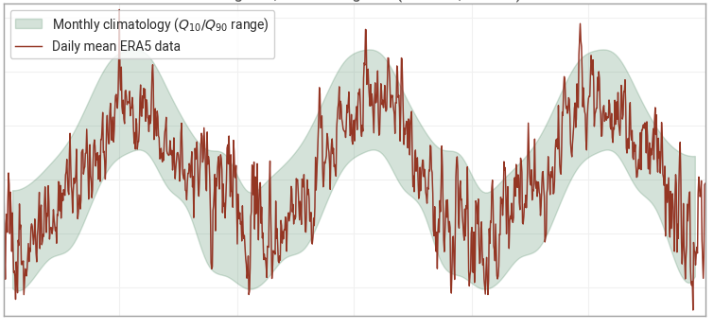 Monthly climatology (Q10/Q90 range)
Daily mean ERA5 data